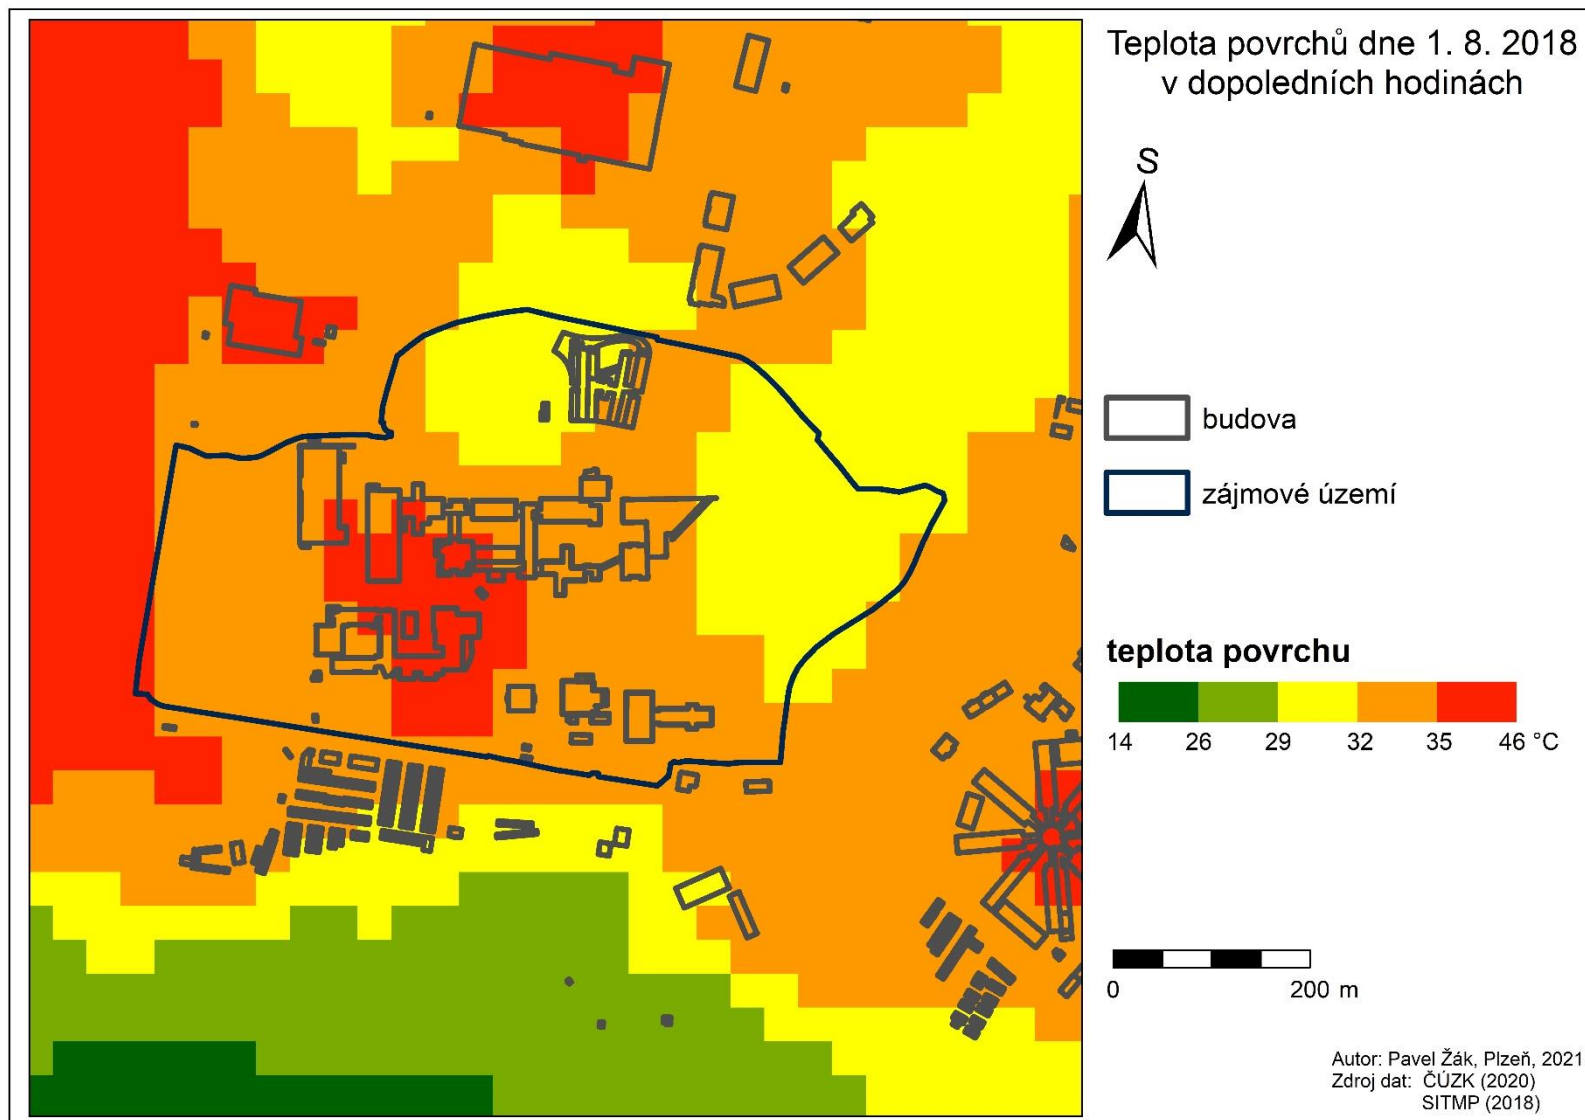 Teplota povrchů dne 1. 8. 2018
v dopoledních hodinách
S
budova
zájmové území
teplota povrchu
14 26 29 32 35 46 °C
0 200 m
Autor: Pavel Žák, Plzeň, 2021
Zdroj dat: ČÚZK (2020)
SITMP (2018)